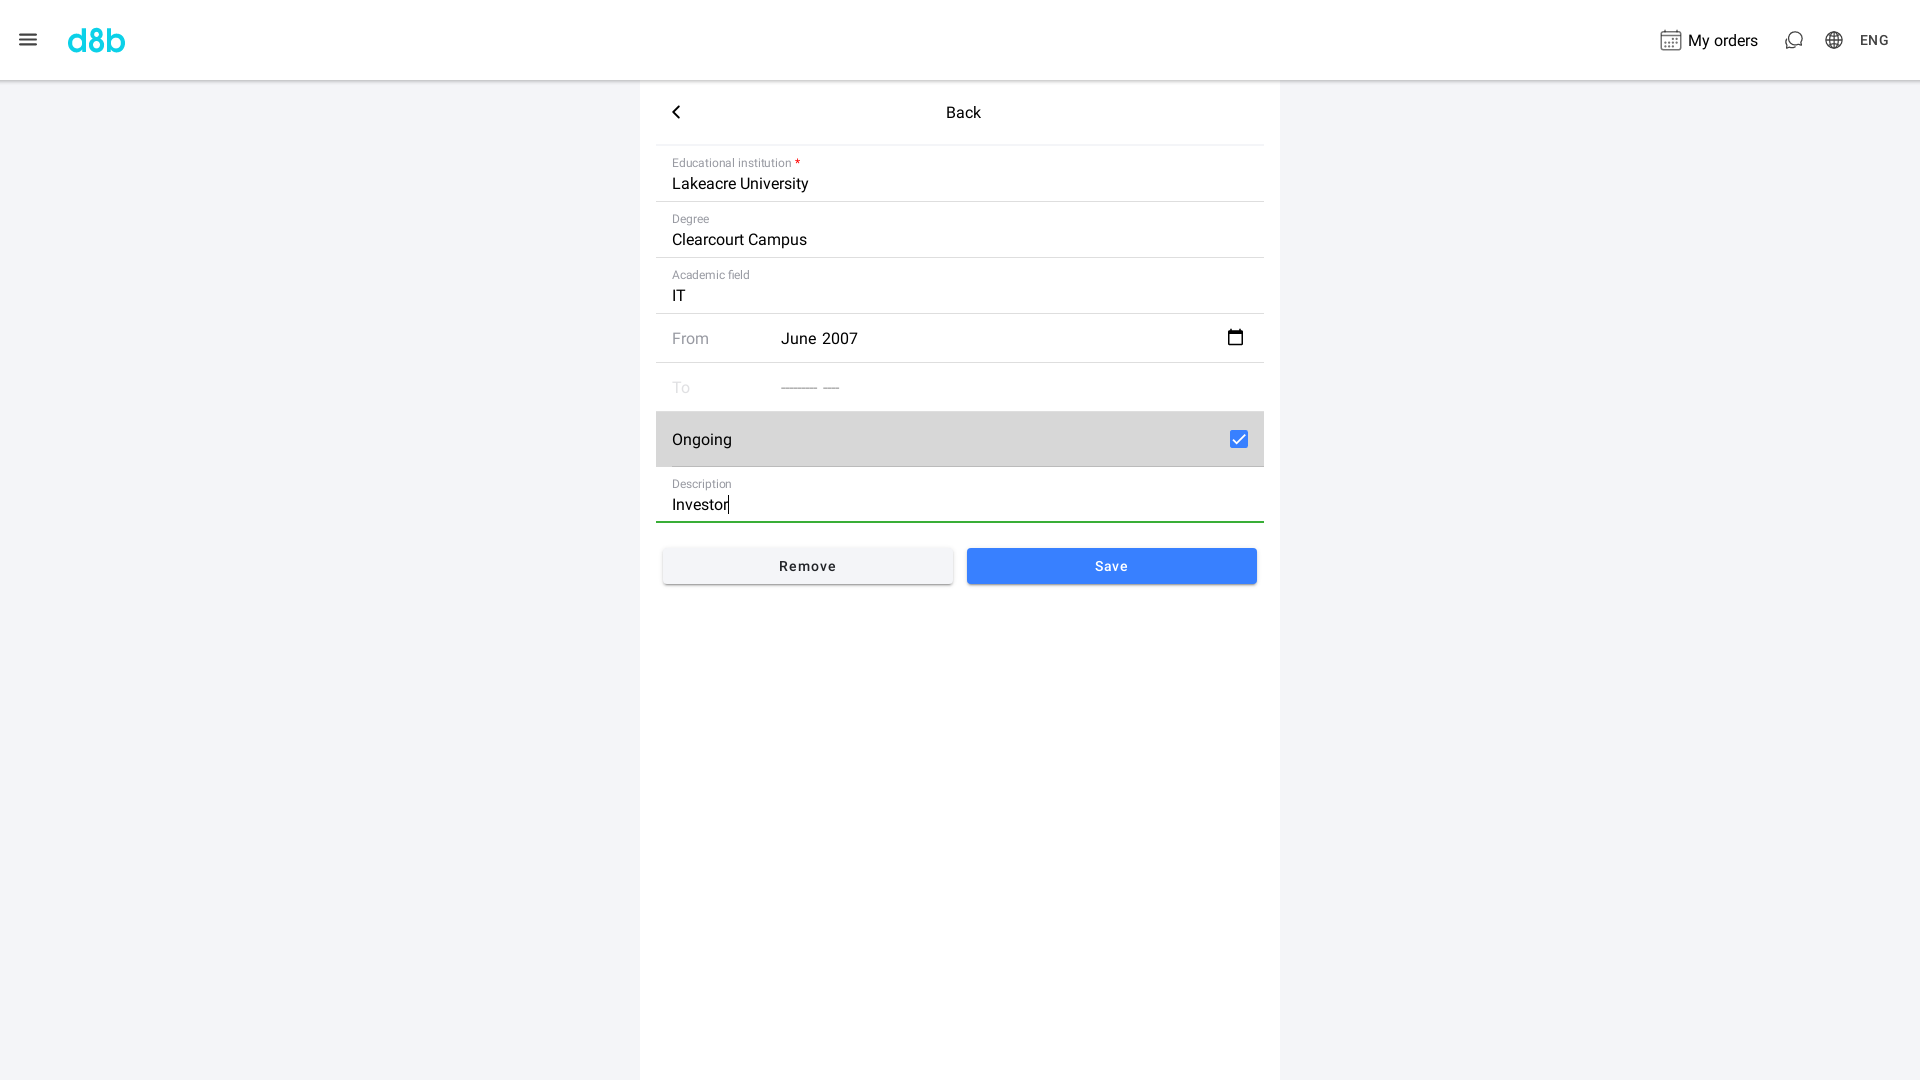 d8b
My orders
ENG
Back
Educational institution *
Lakeacre University
Degree
Clearcourt Campus
Academic field
IT
From June 2007
To --------- ----
Ongoing
Description
Investor
Remove Save